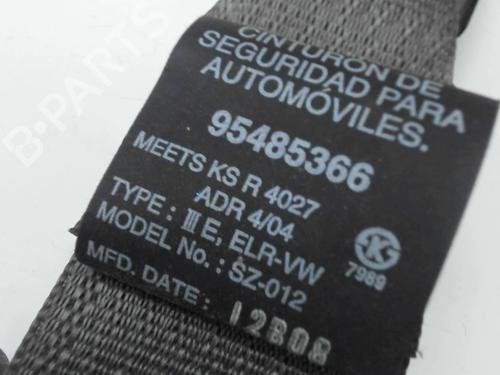 CINTURÓN DE
SEGURIDAD PARA
AUTOMÓVILES.
95485366
MEETS KS R 4027
ADR 4/04
TYPE : III E, ELR-VW
MODEL No. : SZ-012
MFD. DATE : 12B08
K
7989
B-PARTS